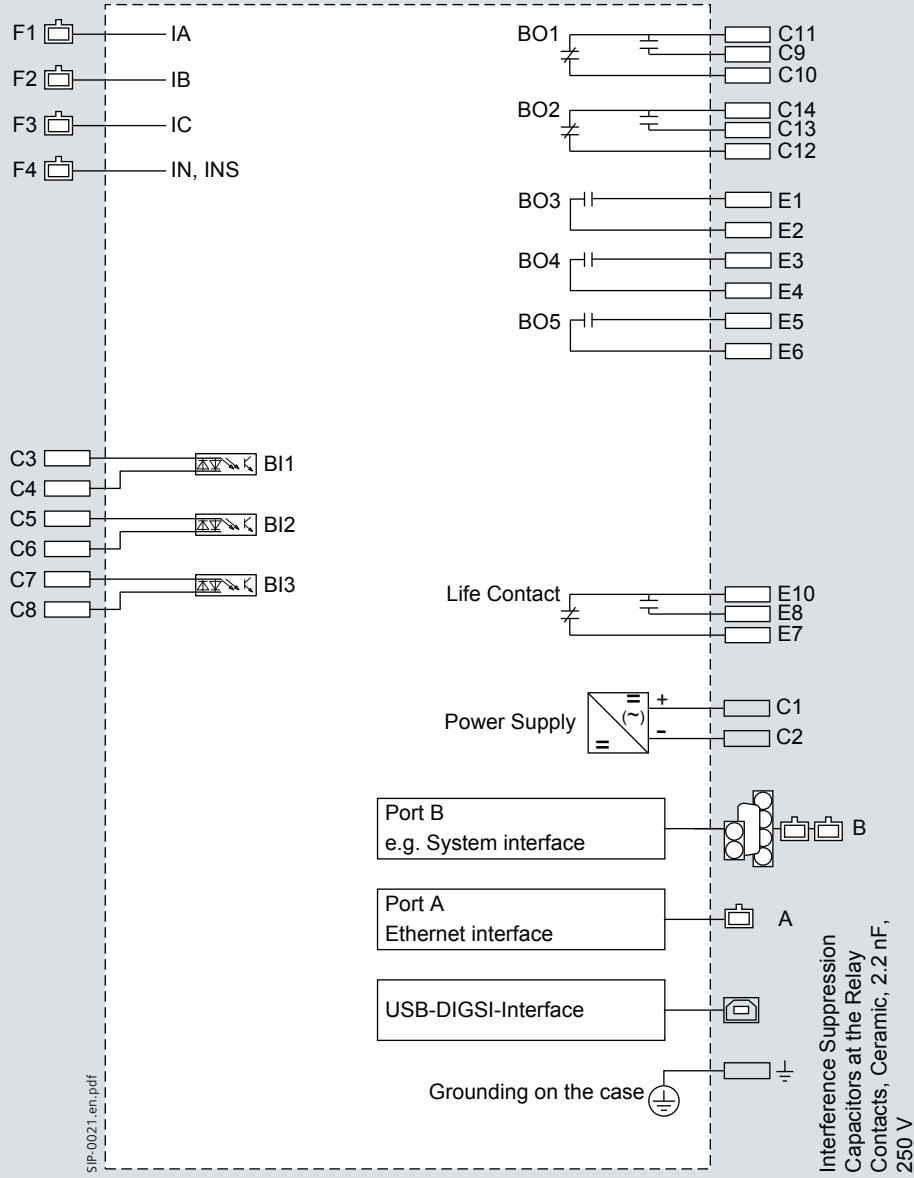 F1
IA
F2
IB
F3
IC
F4
IN, INS
BO1
C11
C9
C10
BO2
C14
C13
C12
BO3
E1
E2
BO4
E3
E4
BO5
E5
E6
C3
BI1
C4
C5
BI2
C6
C7
BI3
C8
Life Contact
E10
E8
E7
Power Supply
=
(~)
=
+
-
C1
C2
Port B
e.g. System interface
B
Port A
Ethernet interface
A
USB-DIGSI-Interface
Grounding on the case
Interference Suppression
Capacitors at the Relay
Contacts, Ceramic, 2.2 nF,
250 V
SIP-0021.en.pdf